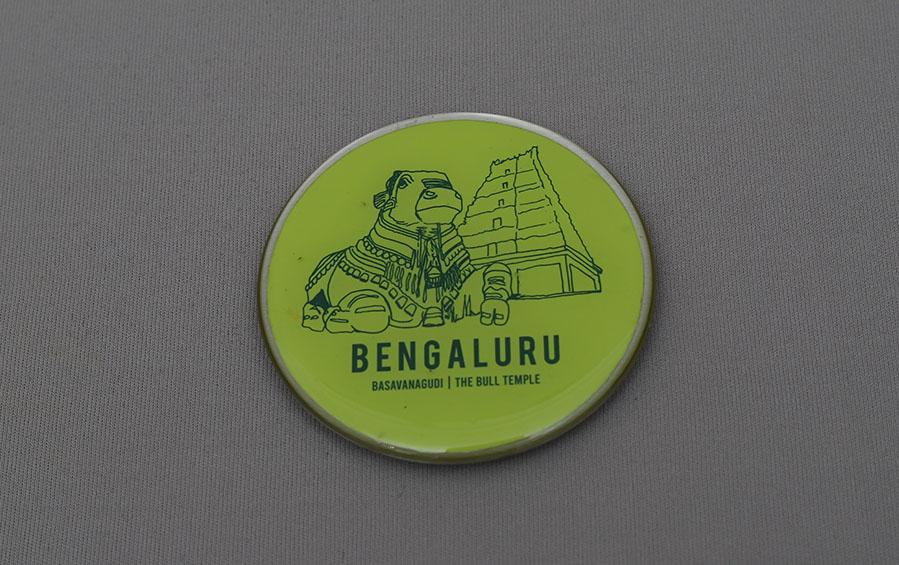 BENGALURU
BASAVANAGUDI | THE BULL TEMPLE